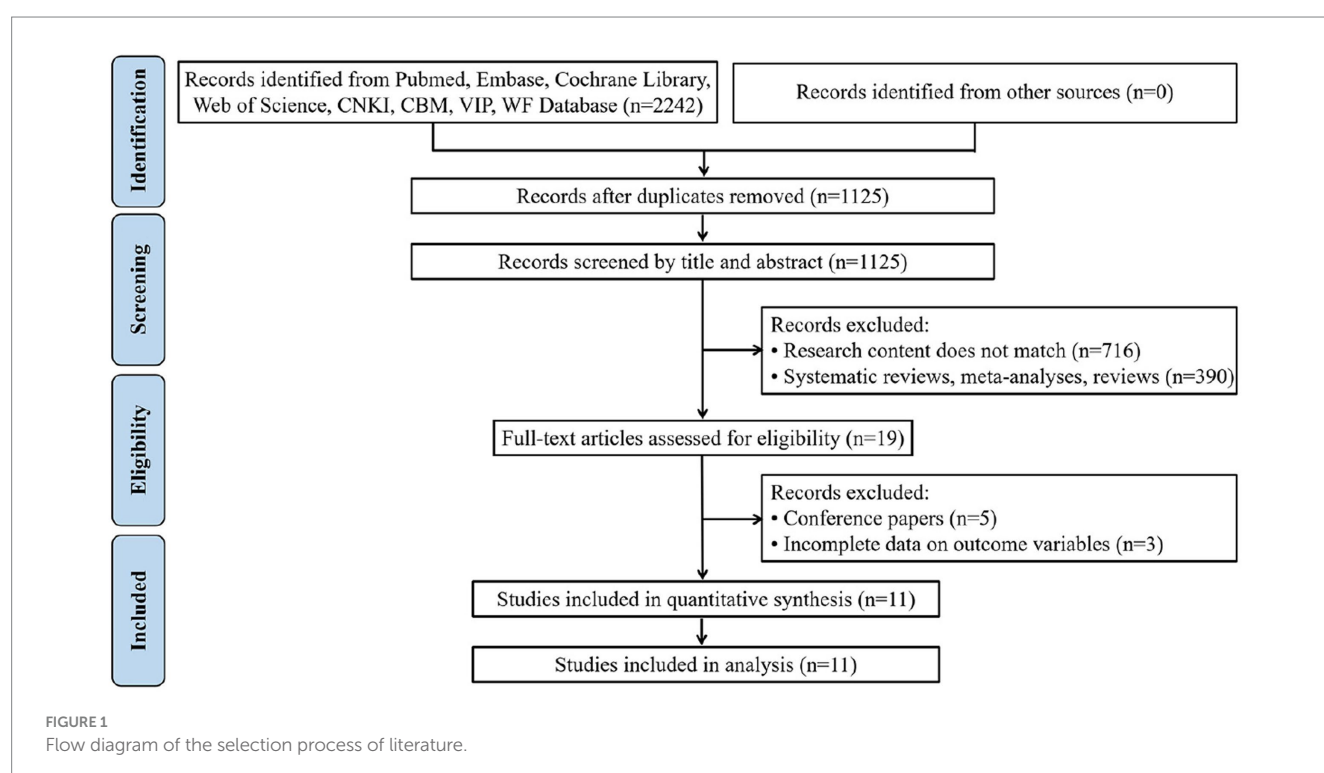 Identification
Records identified from Pubmed, Embase, Cochrane Library,
Web of Science, CNKI, CBM, VIP, WF Database (n=2242)
Records identified from other sources (n=0)
Records after duplicates removed (n=1125)
Screening
Records screened by title and abstract (n=1125)
Records excluded:
• Research content does not match (n=716)
• Systematic reviews, meta-analyses, reviews (n=390)
Eligibility
Full-text articles assessed for eligibility (n=19)
Records excluded:
• Conference papers (n=5)
• Incomplete data on outcome variables (n=3)
Included
Studies included in quantitative synthesis (n=11)
Studies included in analysis (n=11)
FIGURE 1
Flow diagram of the selection process of literature.